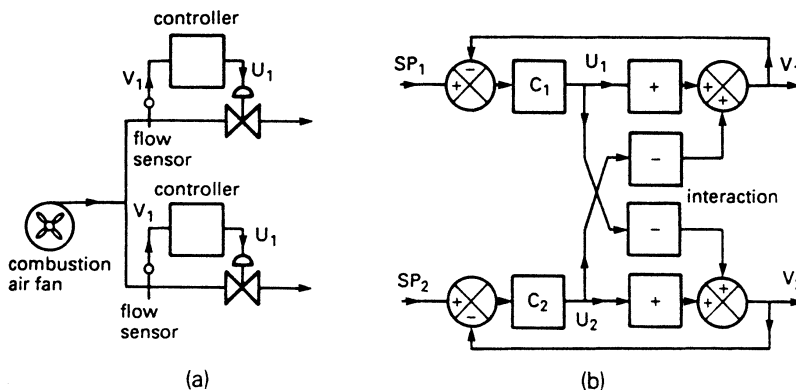 controller
V₁
U₁
flow
sensor
controller
V₁
U₁
combustion
air fan
flow
sensor
(a)
SP₁
+
−
C₁
U₁
+
+
+
−
interaction
−
SP₂
+
−
C₂
U₂
+
+
+
(b)